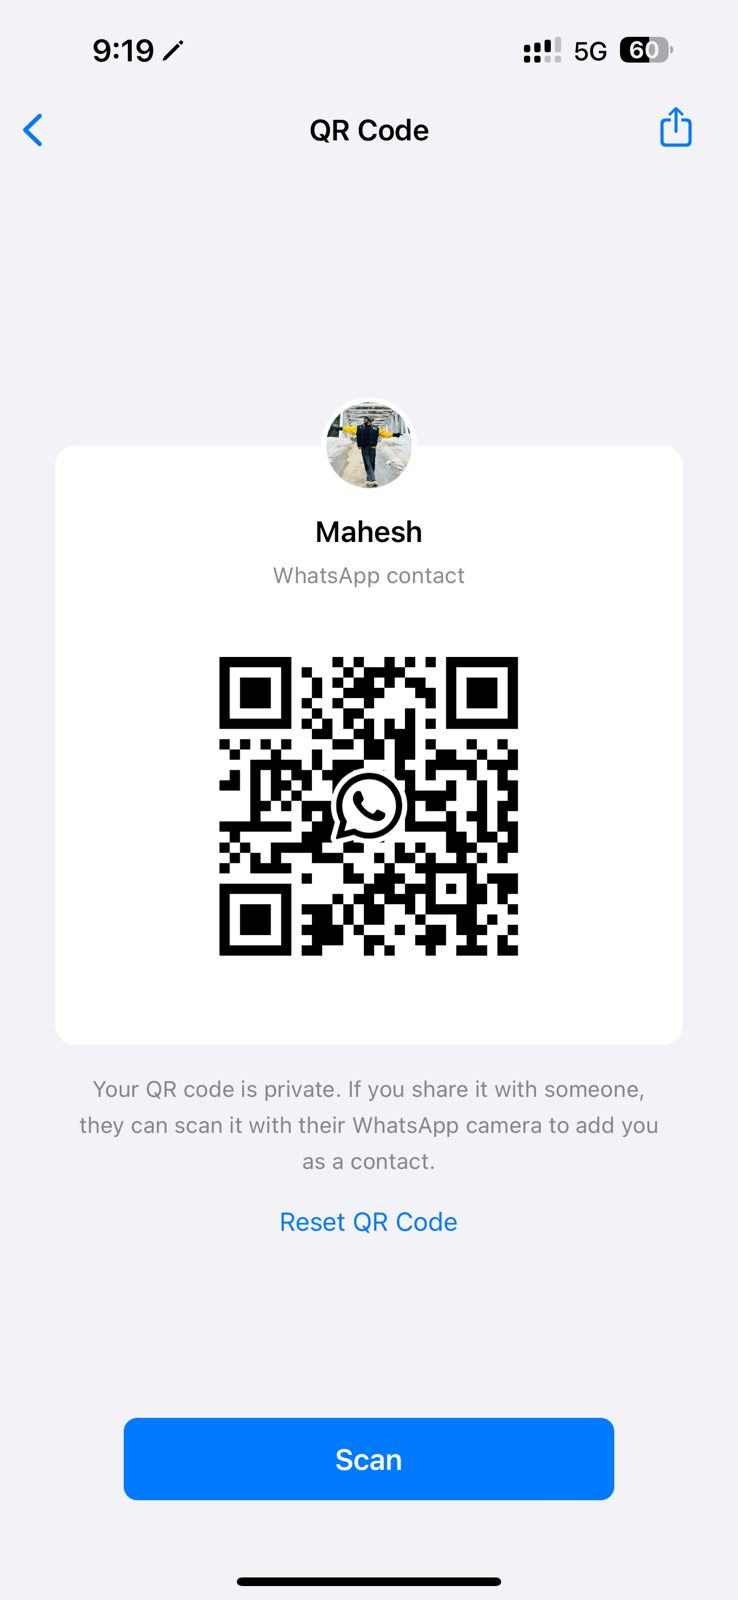 9:19
5G 60
QR Code
Mahesh
WhatsApp contact
Your QR code is private. If you share it with someone,
they can scan it with their WhatsApp camera to add you
as a contact.
Reset QR Code
Scan